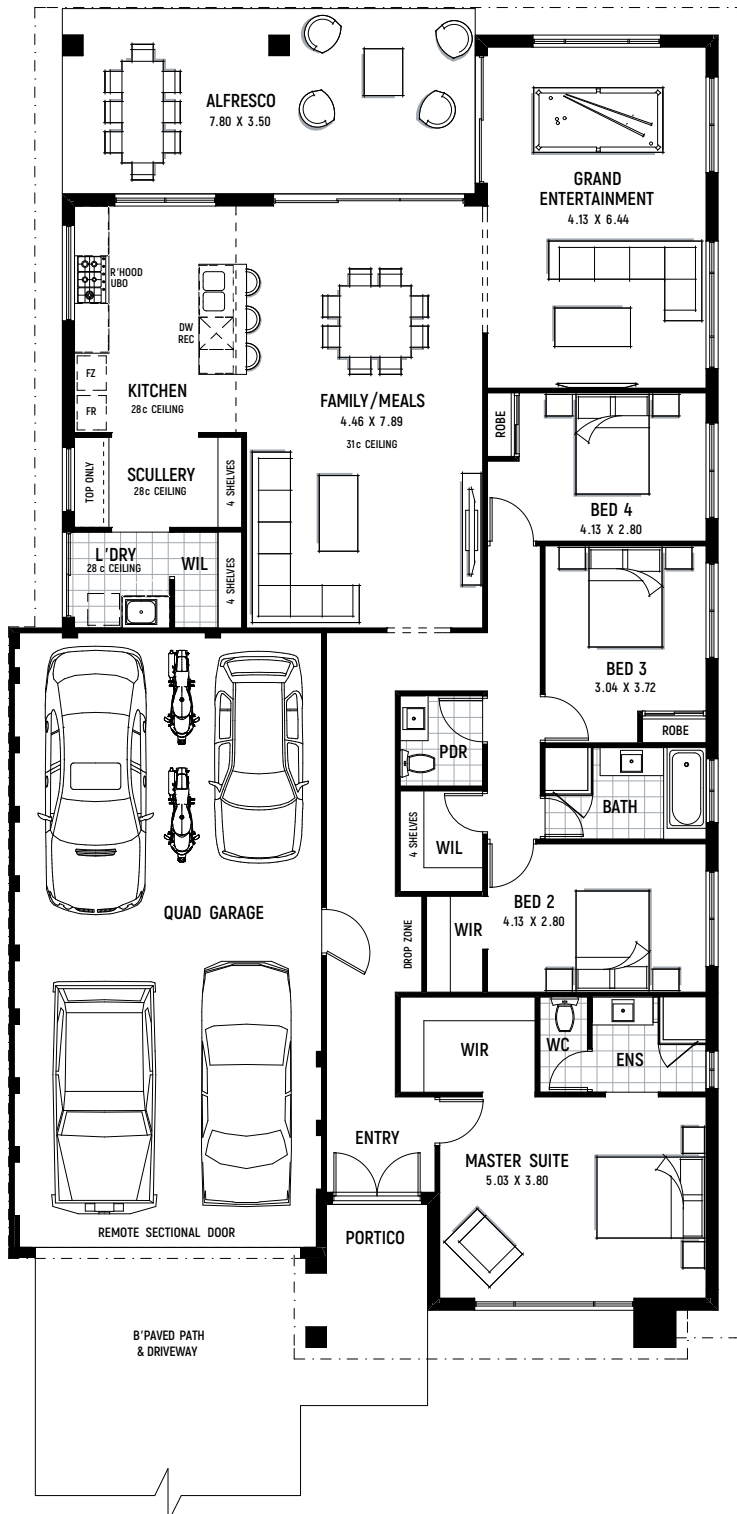 ALFRESCO
7.80 X 3.50
GRAND
ENTERTAINMENT
4.13 X 6.44
R'HOOD
UBO
DW
REC
FZ
FR
KITCHEN
28c CEILING
FAMILY/MEALS
4.46 X 7.89
31c CEILING
ROBE
BED 4
4.13 X 2.80
TOP ONLY
SCULLERY
28c CEILING
4 SHELVES
L'DRY
28 c CEILING
WIL
4 SHELVES
BED 3
3.04 X 3.72
ROBE
PDR
BATH
4 SHELVES
WIL
QUAD GARAGE
DROP ZONE
WIR
BED 2
4.13 X 2.80
WIR
WC
ENS
ENTRY
MASTER SUITE
5.03 X 3.80
REMOTE SECTIONAL DOOR
PORTICO
B'PAVED PATH
& DRIVEWAY